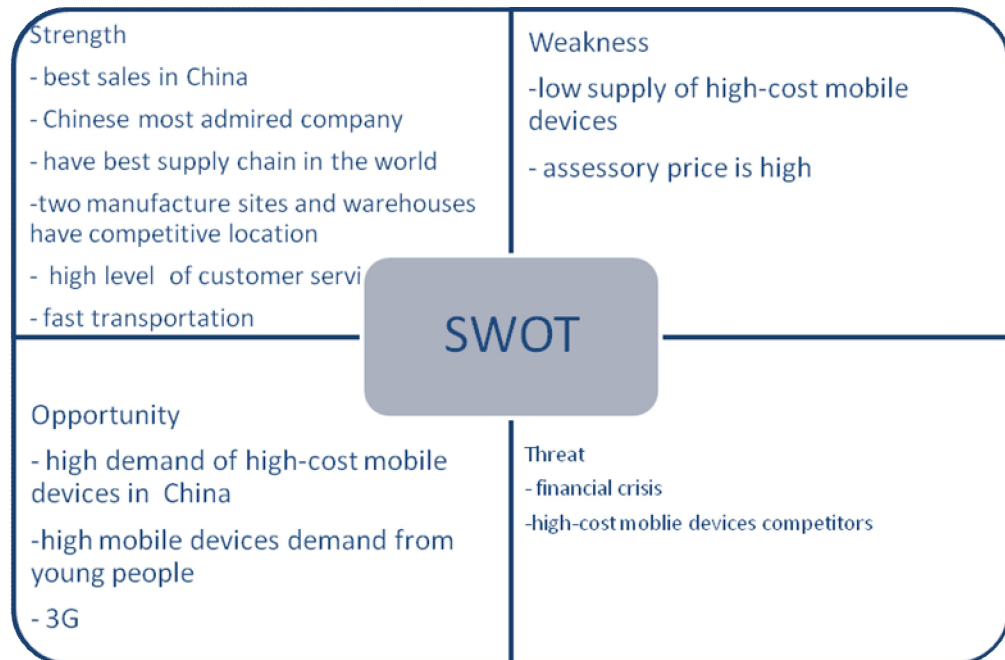 Strength
- best sales in China
- Chinese most admired company
- have best supply chain in the world
-two manufacture sites and warehouses
have competitive location
-  high level  of customer servi
- fast transportation
Weakness
-low supply of high-cost mobile
devices
- assessory price is high
SWOT
Opportunity
- high demand of high-cost mobile
devices in  China
-high mobile devices demand from
young people
- 3G
Threat
- financial crisis
-high-cost moblie devices competitors